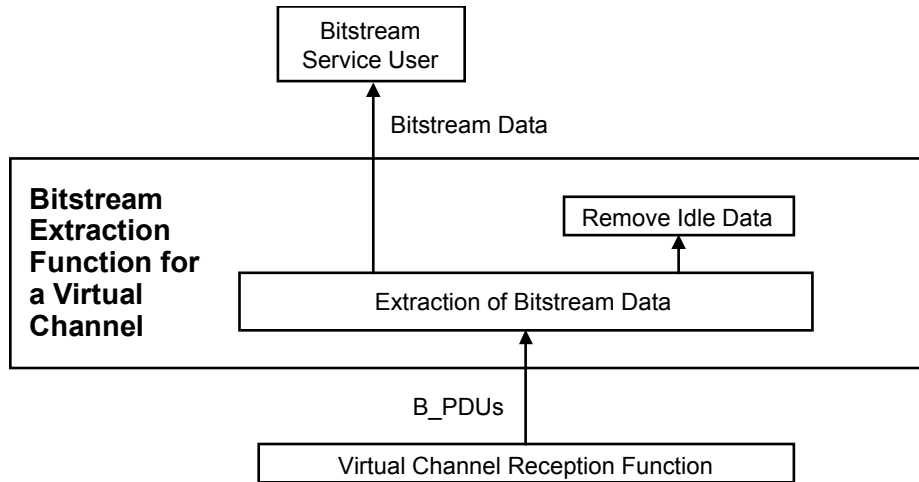 Bitstream
Service User
Bitstream Data
Bitstream
Extraction
Function for
a Virtual
Channel
Remove Idle Data
Extraction of Bitstream Data
B_PDUs
Virtual Channel Reception Function